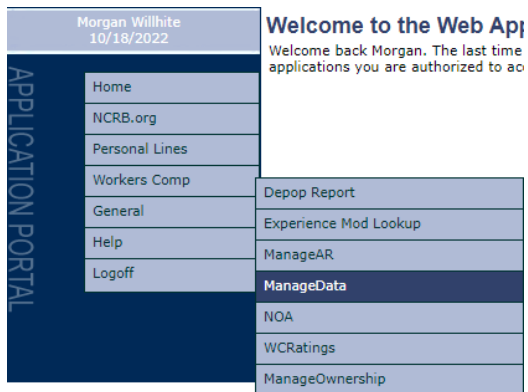 Morgan Willhite
10/18/2022
Welcome to the Web App
Welcome back Morgan. The last time
applications you are authorized to acc
APPLICATION PORTAL
Home
NCRB.org
Personal Lines
Workers Comp
General
Help
Logoff
Depop Report
Experience Mod Lookup
ManageAR
ManageData
NOA
WCRatings
ManageOwnership